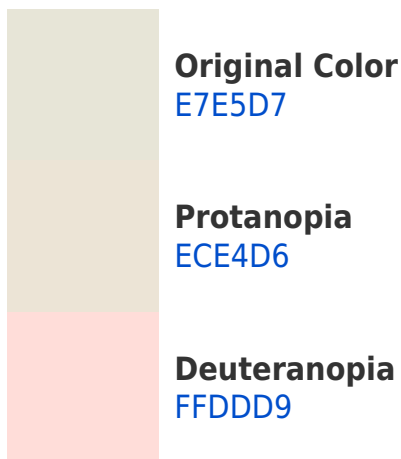 Original Color
E7E5D7
Protanopia
ECE4D6
Deuteranopia
FFDDD9